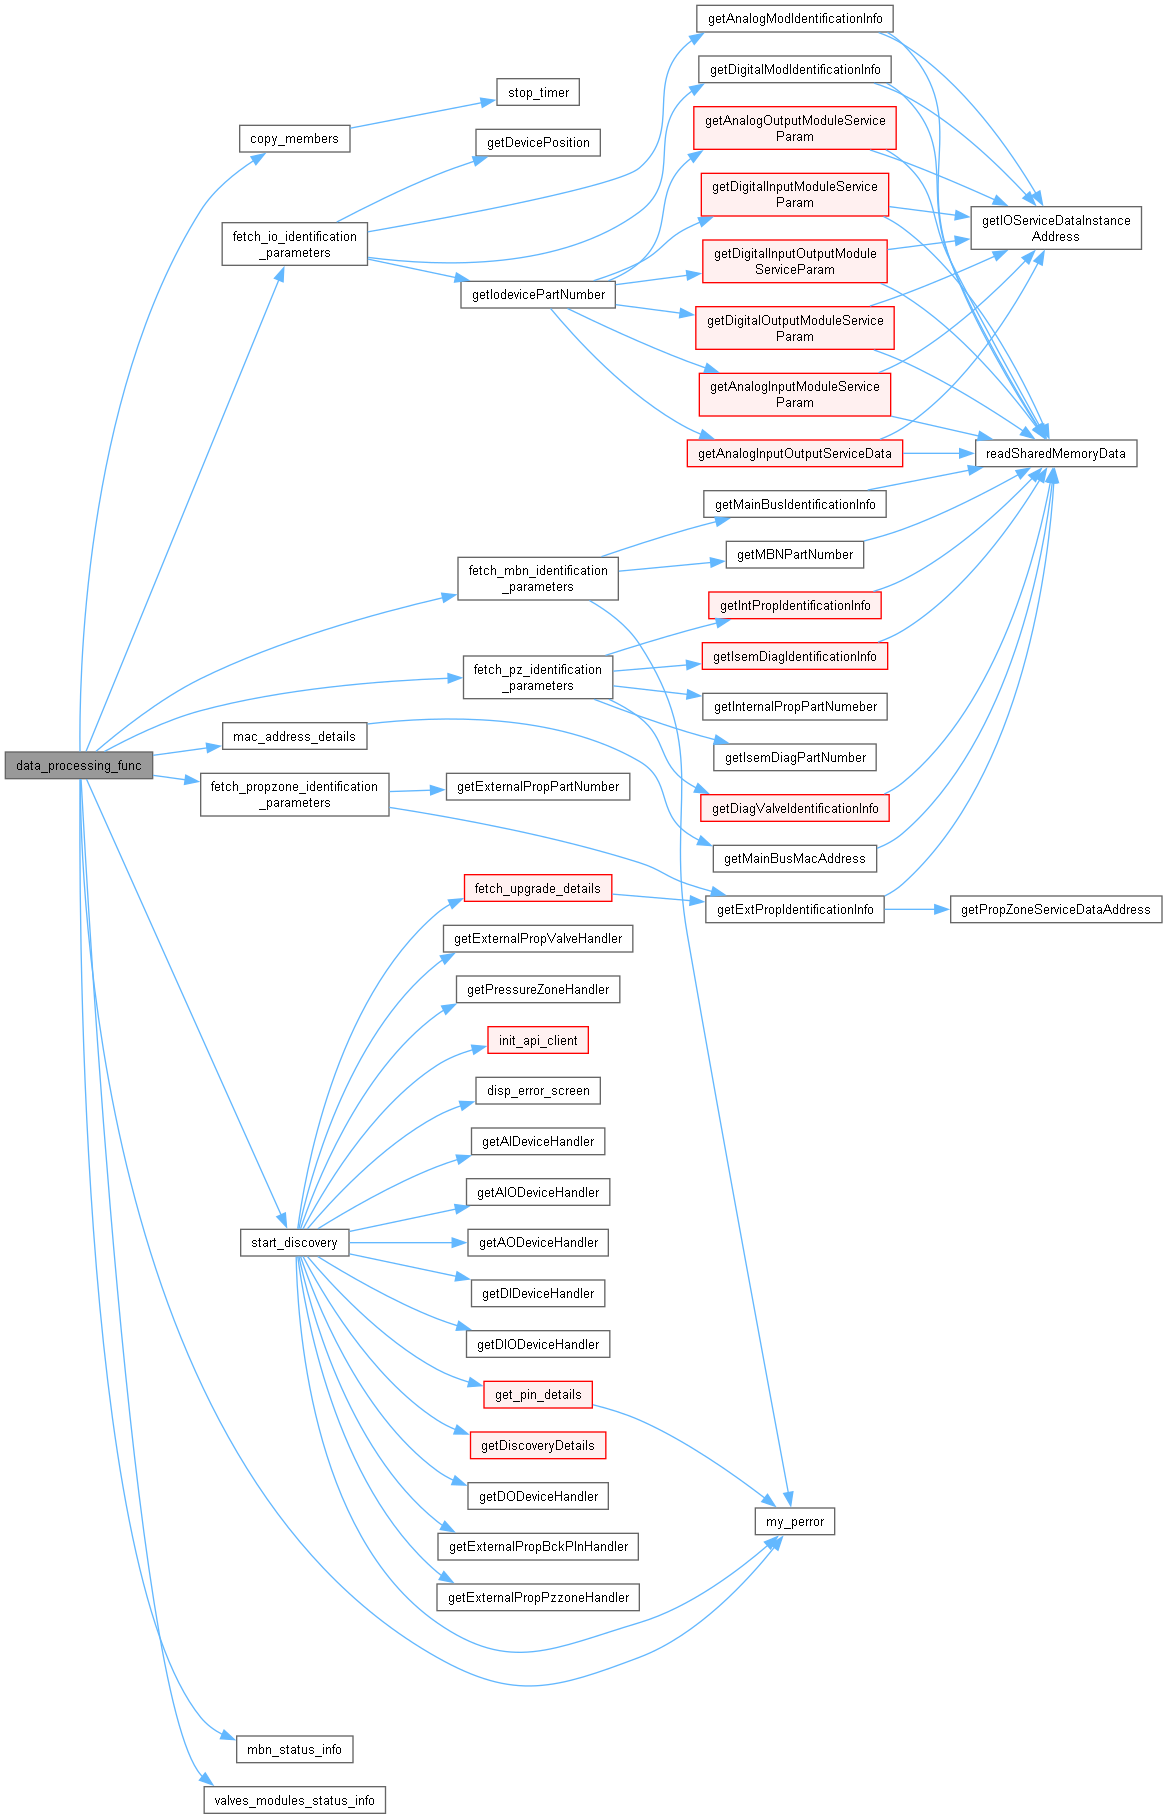 getAnalogModIdentificationInfo
getDigitalModIdentificationInfo
stop_timer
getAnalogOutputModuleService
Param
copy_members
getDevicePosition
getDigitalInputModuleService
Param
getIOServiceDataInstance
Address
fetch_io_identification
_parameters
getDigitalInputOutputModule
ServiceParam
getIodevicePartNumber
getDigitalOutputModuleService
Param
getAnalogInputModuleService
Param
getAnalogInputOutputServiceData
readSharedMemoryData
getMainBusIdentificationInfo
getMBNPartNumber
fetch_mbn_identification
_parameters
getIntPropIdentificationInfo
getIsemDiagIdentificationInfo
fetch_pz_identification
_parameters
getInternalPropPartNumeber
mac_address_details
getIsemDiagPartNumber
data_processing_func
fetch_propzone_identification
_parameters
getExternalPropPartNumber
getDiagValveIdentificationInfo
getMainBusMacAddress
fetch_upgrade_details
getExtPropIdentificationInfo
getPropZoneServiceDataAddress
getExternalPropValveHandler
getPressureZoneHandler
init_api_client
disp_error_screen
getAIDeviceHandler
getAIODeviceHandler
start_discovery
getAODeviceHandler
getDIDeviceHandler
getDIODeviceHandler
get_pin_details
getDiscoveryDetails
getDODeviceHandler
my_perror
getExternalPropBckPlnHandler
getExternalPropPzzoneHandler
mbn_status_info
valves_modules_status_info